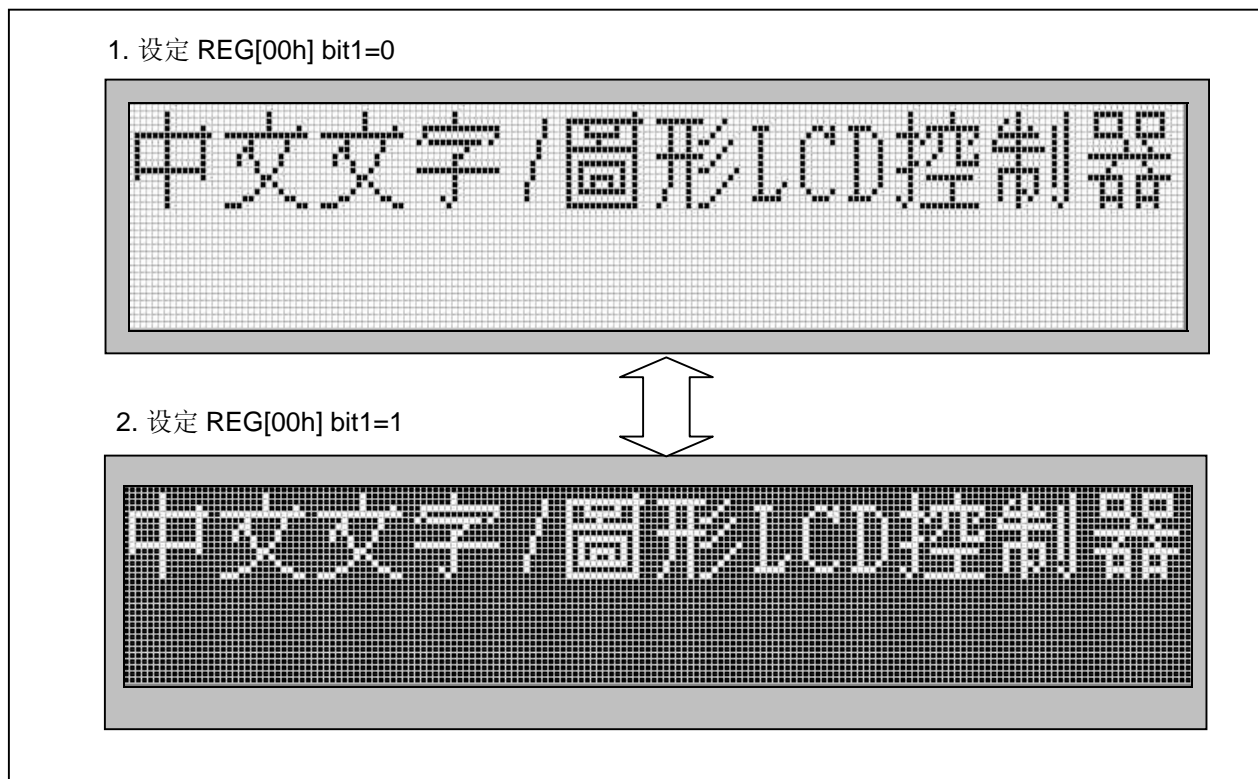 1. 设定 REG[00h] bit1=0
中文文字/圖形LCD控制器
2. 设定 REG[00h] bit1=1
中文文字/圖形LCD控制器